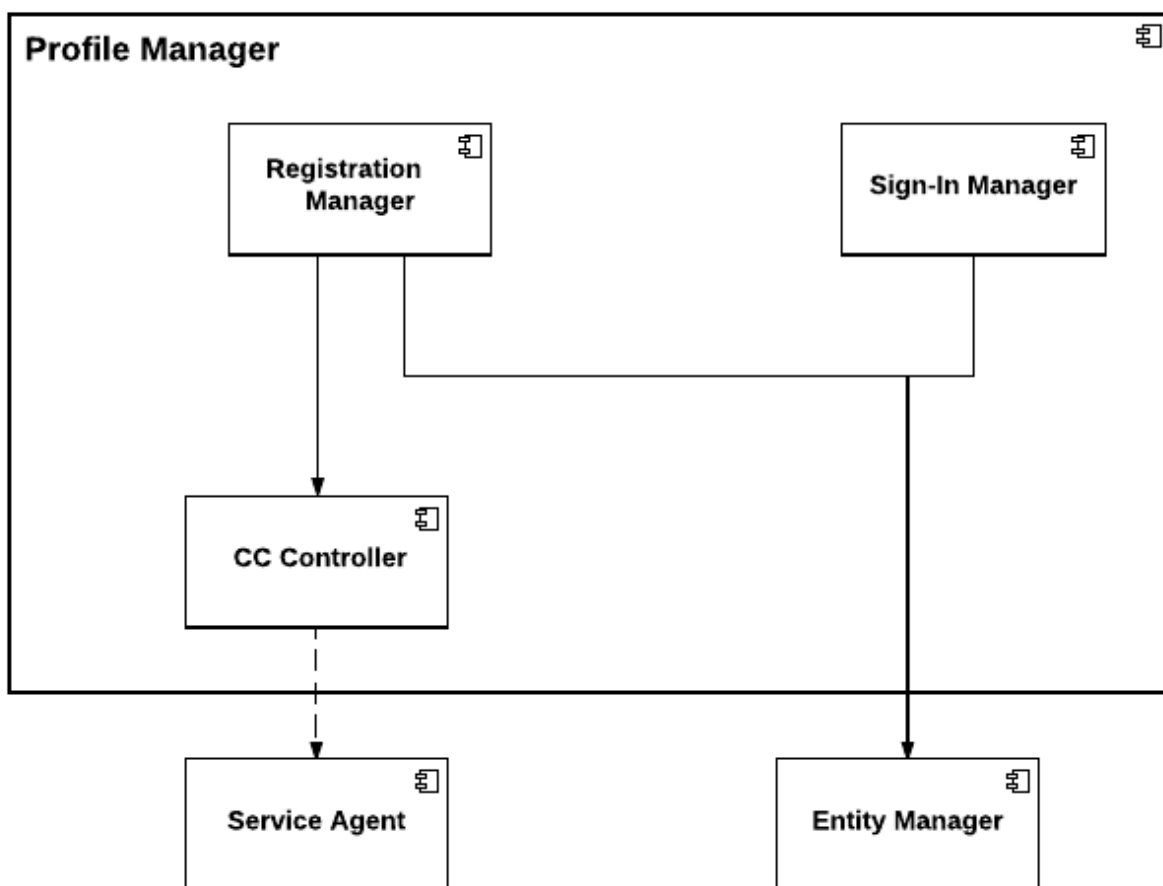 Profile Manager
Registration
Manager
Sign-In Manager
CC Controller
Service Agent
Entity Manager